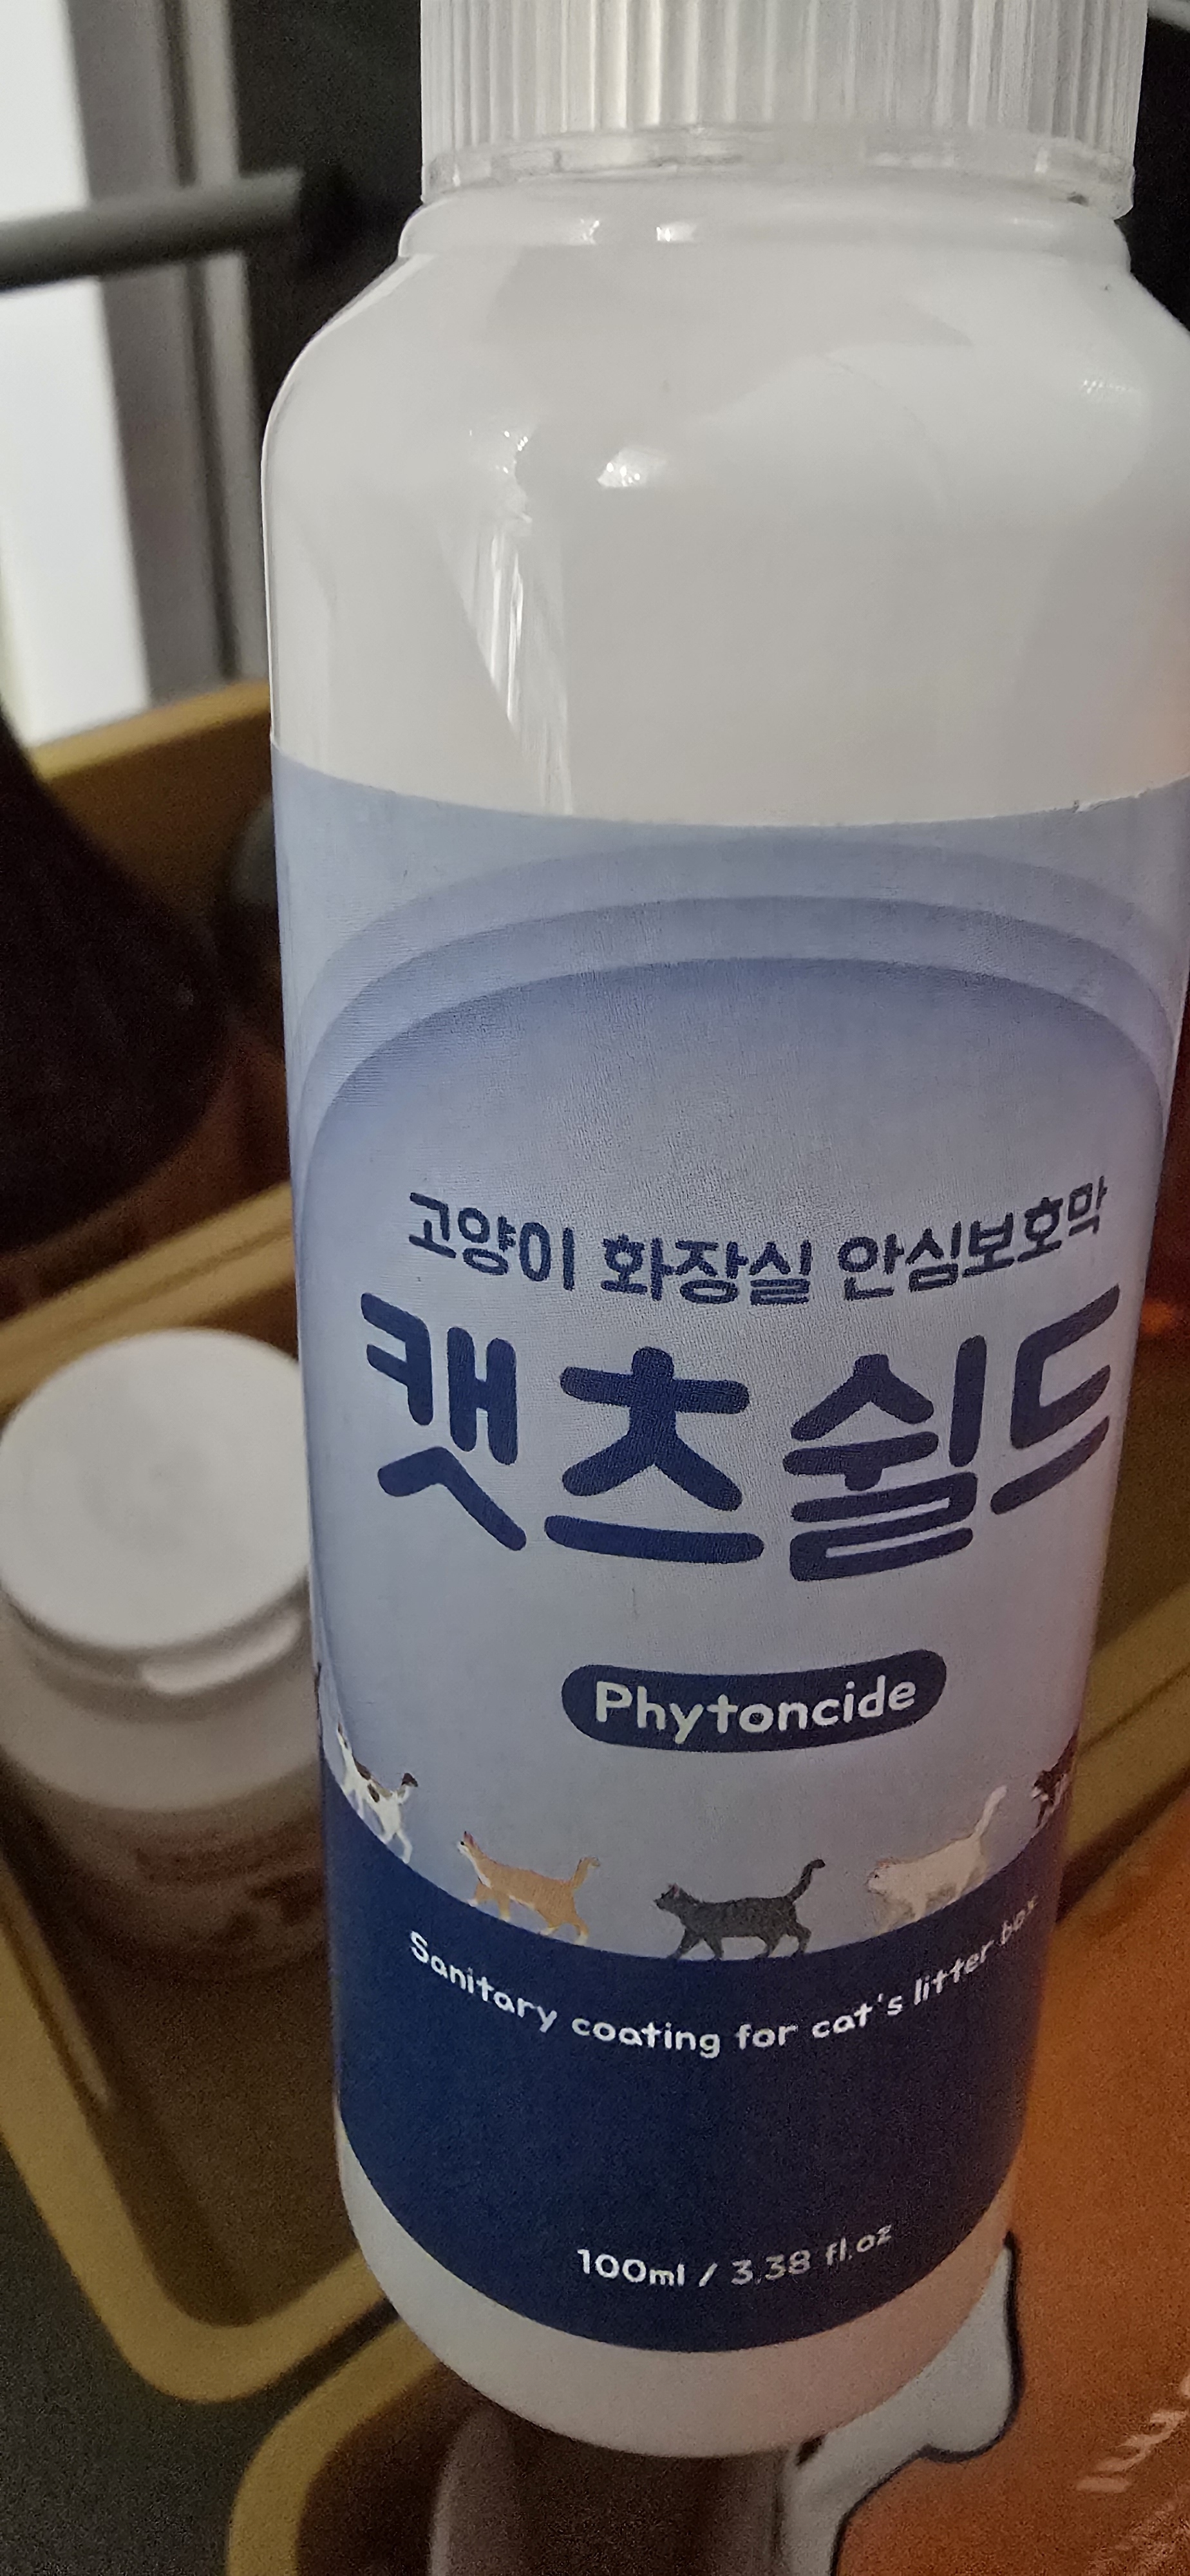 고양이 화장실 안심보호막
캣츠쉴드
Phytoncide
Sanitary coating for cat's litter box
100ml / 3.38 fl.oz